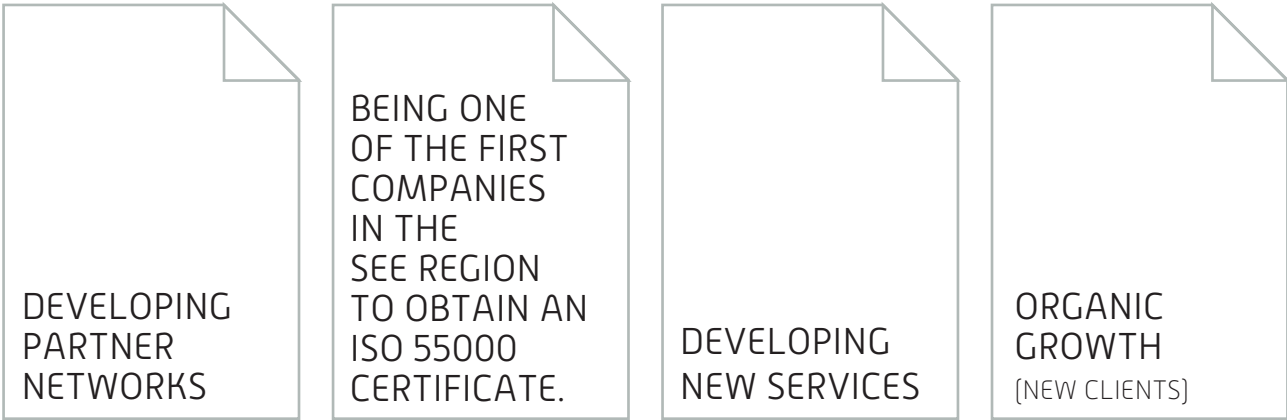 DEVELOPING
PARTNER
NETWORKS
BEING ONE
OF THE FIRST
COMPANIES
IN THE
SEE REGION
TO OBTAIN AN
ISO 55000
CERTIFICATE.
DEVELOPING
NEW SERVICES
ORGANIC
GROWTH
(NEW CLIENTS)